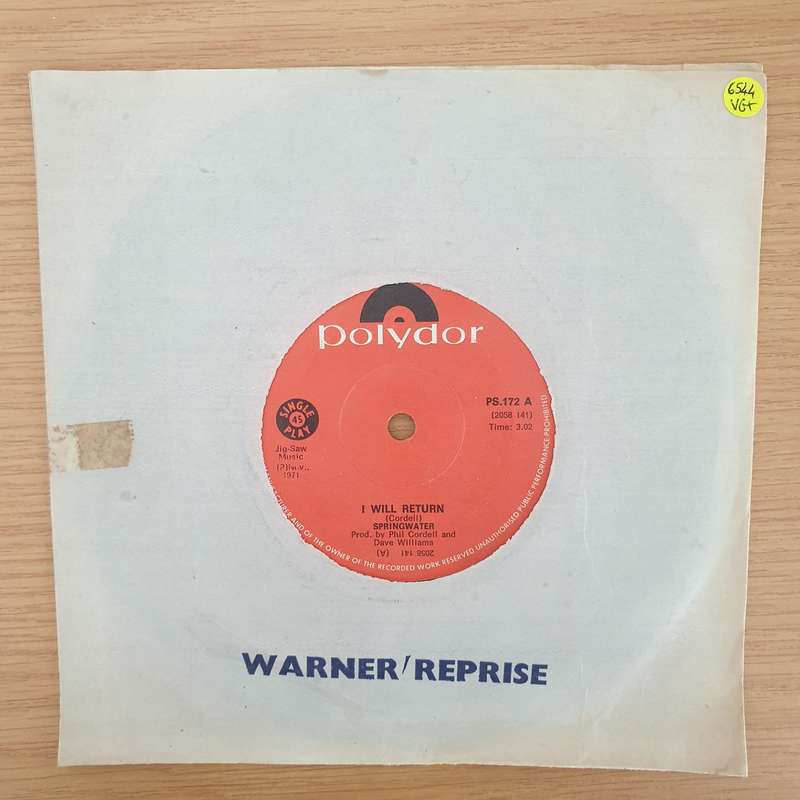 6544
VG+
polydor
SINGLE
45
PLAY
PS.172 A
(2058 141)
Time: 3.02
Jig-Saw
Music
1971
I WILL RETURN
(Cordell)
SPRINGWATER
Prod. by Phil Cordell and
Dave Williams
2058 141 (A)
AND OF THE OWNER OF THE RECORDED WORK RESERVED UNAUTHORISED PUBLIC PERFORMANCE PROHIBITED
WARNER/REPRISE